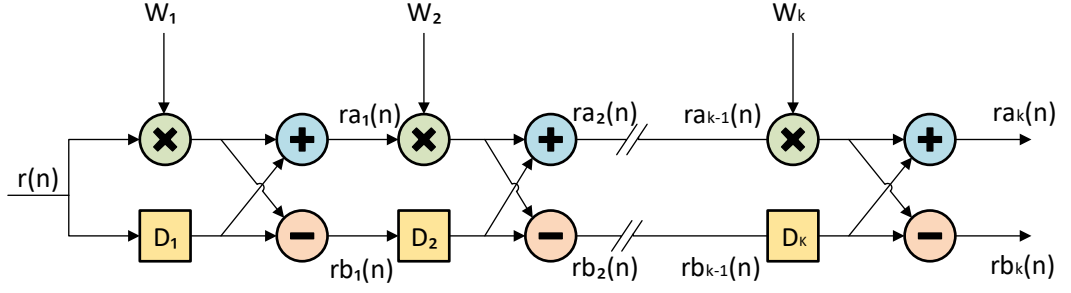 W₁ W₂ Wₖ
ra₁(n) ra₂(n) raₖ₋₁(n) raₖ(n)
r(n)
D₁ D₂ Dₖ
rb₁(n) rb₂(n) rbₖ₋₁(n) rbₖ(n)